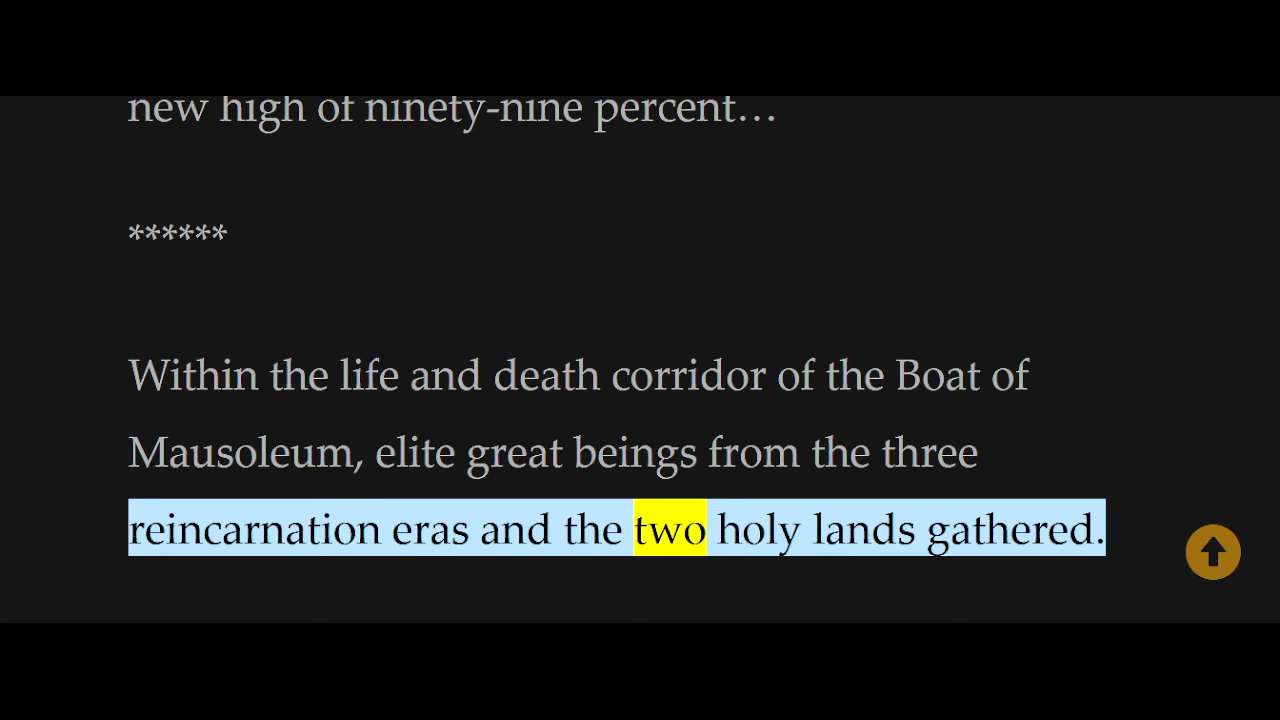 new high of ninety-nine percent…
******
Within the life and death corridor of the Boat of
Mausoleum, elite great beings from the three
reincarnation eras and the two holy lands gathered.